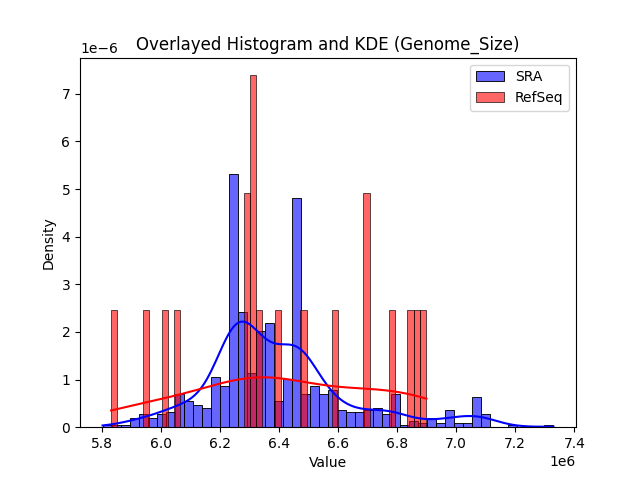 Overlayed Histogram and KDE (Genome_Size)
1e−6
SRA
RefSeq
7
6
5
4
3
2
1
0
Density
5.8 6.0 6.2 6.4 6.6 6.8 7.0 7.2 7.4
Value
1e6